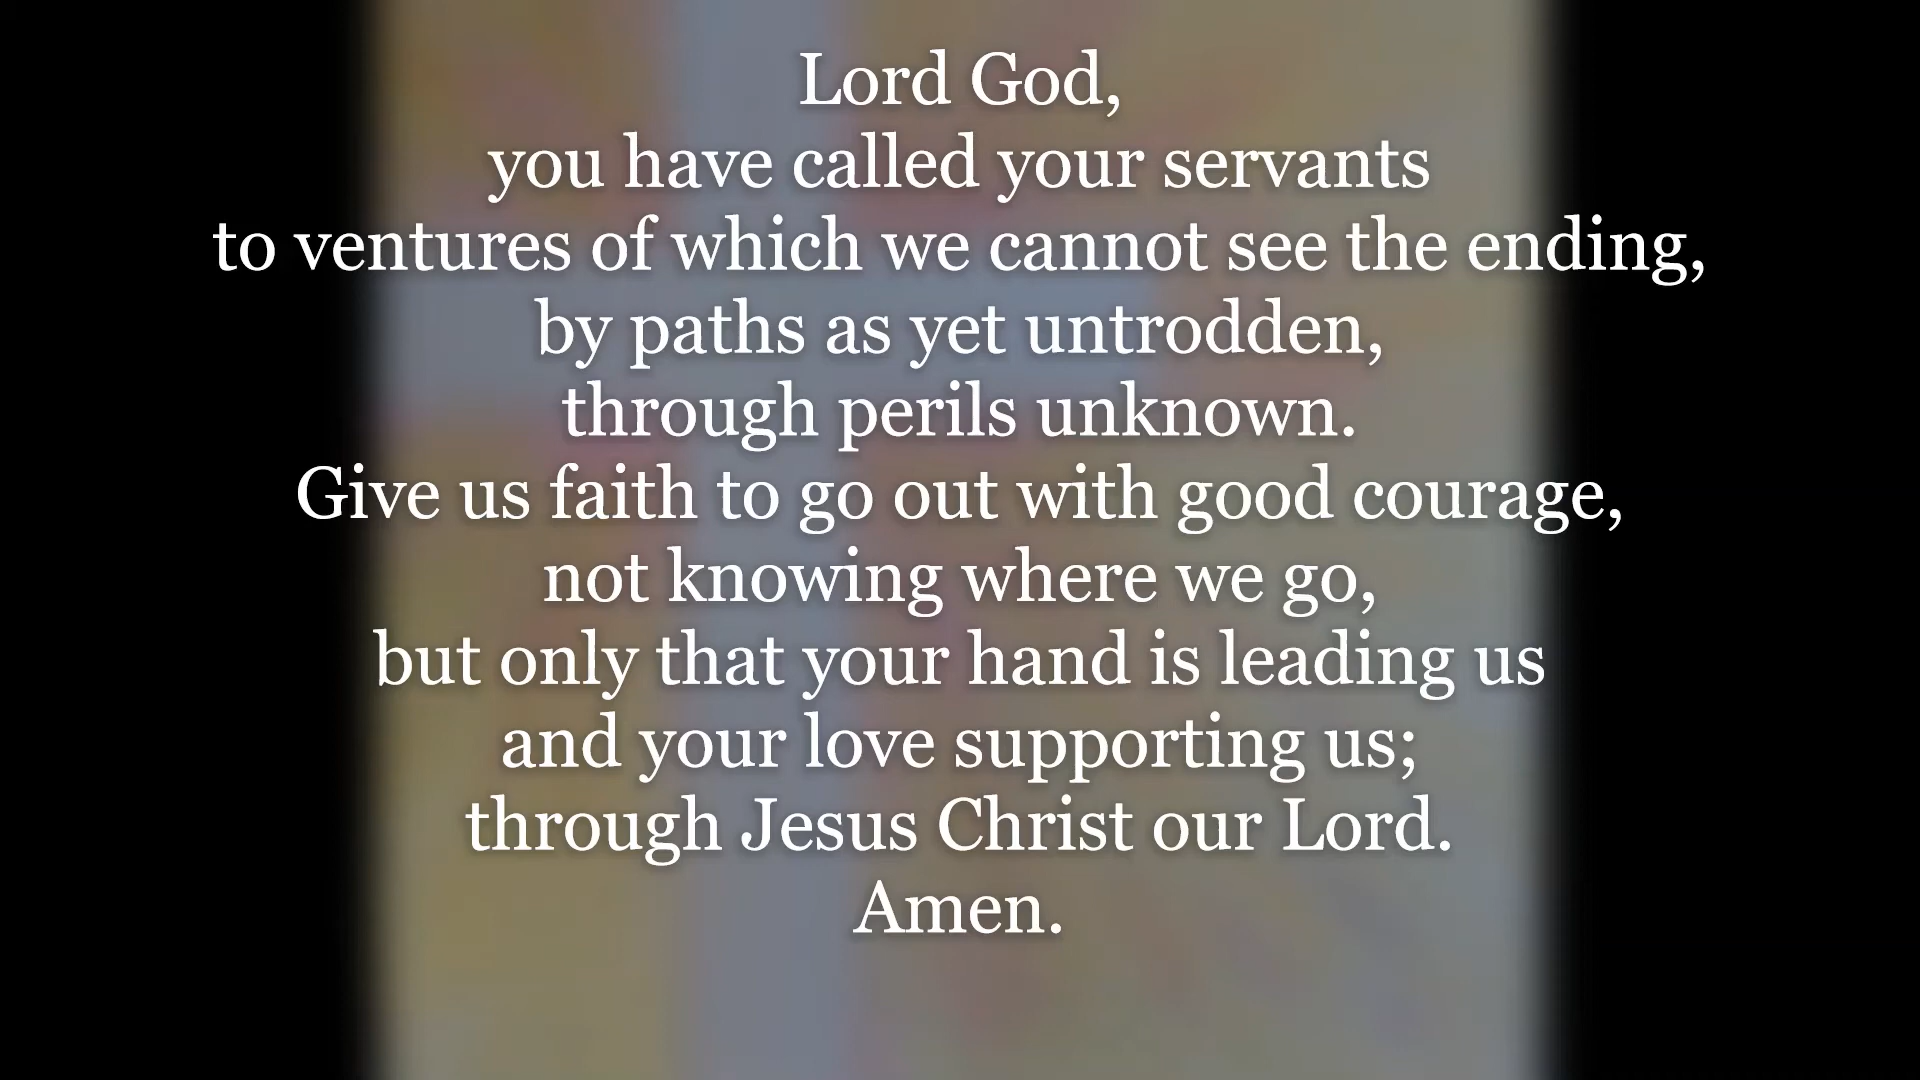 Lord God,
you have called your servants
to ventures of which we cannot see the ending,
by paths as yet untrodden,
through perils unknown.
Give us faith to go out with good courage,
not knowing where we go,
but only that your hand is leading us
and your love supporting us;
through Jesus Christ our Lord.
Amen.